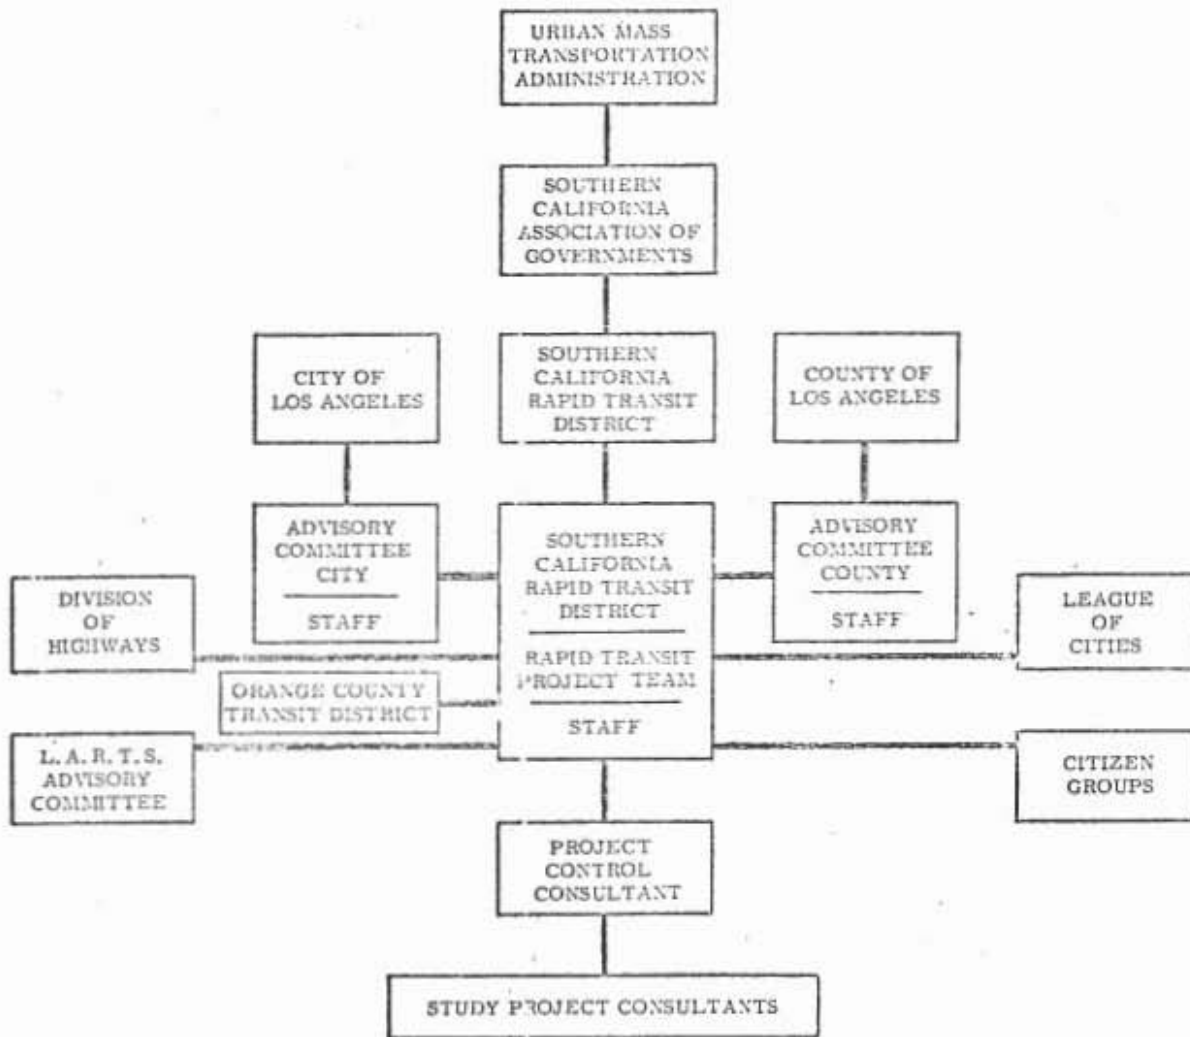 URBAN MASS
TRANSPORTATION
ADMINISTRATION
SOUTHERN
CALIFORNIA
ASSOCIATION OF
GOVERNMENTS
CITY OF
LOS ANGELES
SOUTHERN
CALIFORNIA
RAPID TRANSIT
DISTRICT
COUNTY OF
LOS ANGELES
ADVISORY
COMMITTEE
CITY
STAFF
SOUTHERN
CALIFORNIA
RAPID TRANSIT
DISTRICT
RAPID TRANSIT
PROJECT TEAM
STAFF
ADVISORY
COMMITTEE
COUNTY
STAFF
DIVISION
OF
HIGHWAYS
LEAGUE
OF
CITIES
ORANGE COUNTY
TRANSIT DISTRICT
L. A. R. T. S.
ADVISORY
COMMITTEE
CITIZEN
GROUPS
PROJECT
CONTROL
CONSULTANT
STUDY PROJECT CONSULTANTS